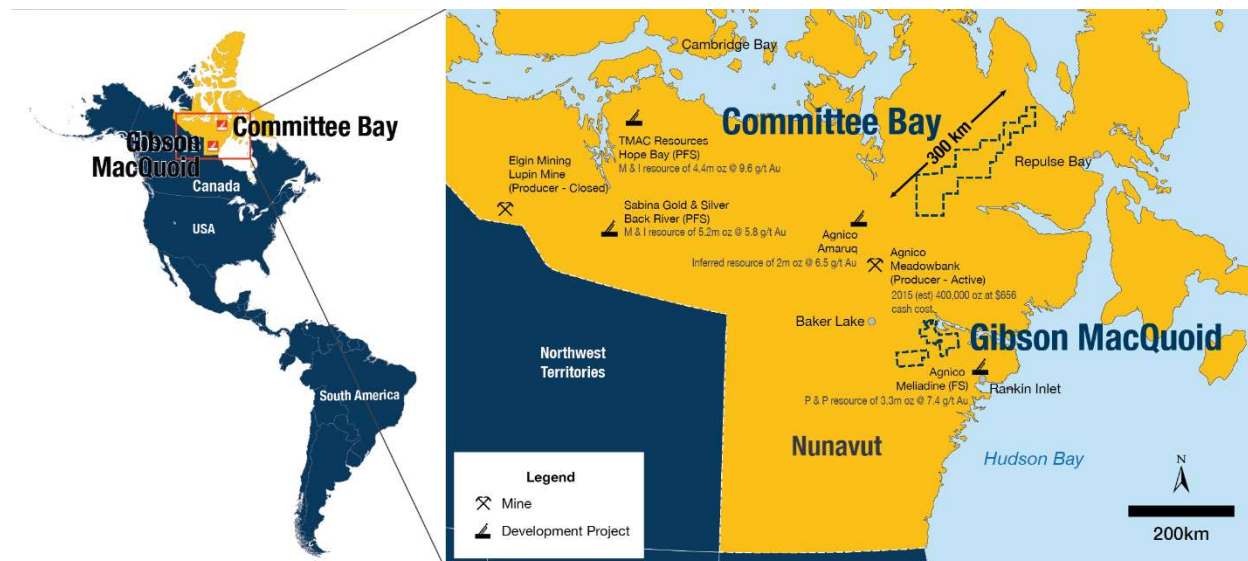 Committee Bay
Gibson
MacQuoid
Canada
USA
South America
Cambridge Bay
Committee Bay
300 km
Repulse Bay
TMAC Resources
Hope Bay (PFS)
M & I resource of 4.4m oz @ 9.6 g/t Au
Elgin Mining
Lupin Mine
(Producer - Closed)
Sabina Gold & Silver
Back River (PFS)
M & I resource of 5.2m oz @ 5.8 g/t Au
Agnico
Amaruq
Inferred resource of 2m oz @ 6.5 g/t Au
Agnico
Meadowbank
(Producer - Active)
2015 (est) 400,000 oz at $656
cash cost
Baker Lake
Gibson MacQuoid
Agnico
Meliadine (FS)
P & P resource of 3.3m oz @ 7.4 g/t Au
Rankin Inlet
Northwest
Territories
Nunavut
Hudson Bay
Legend
Mine
Development Project
N
200km